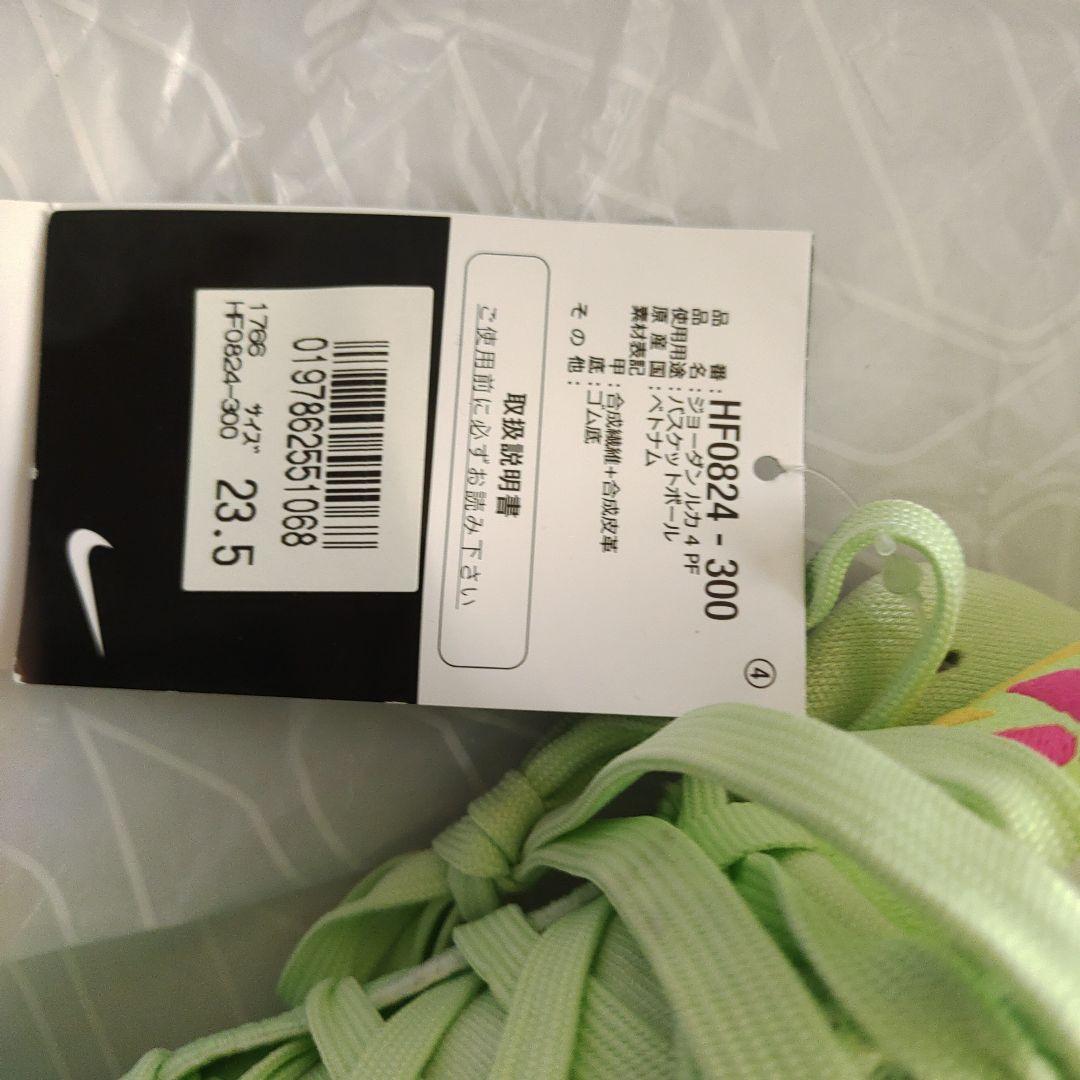 品番:HF0824-300
品名:ジョーダン ルカ 4 PF
使用用途:バスケットボール
原産国:ベトナム
素材表記
甲:合成繊維+合成皮革
底:ゴム底
その他:
④
取扱説明書
ご使用前に必ずお読み下さい
0197862551068
1766 サイズ 23.5
HF0824-300